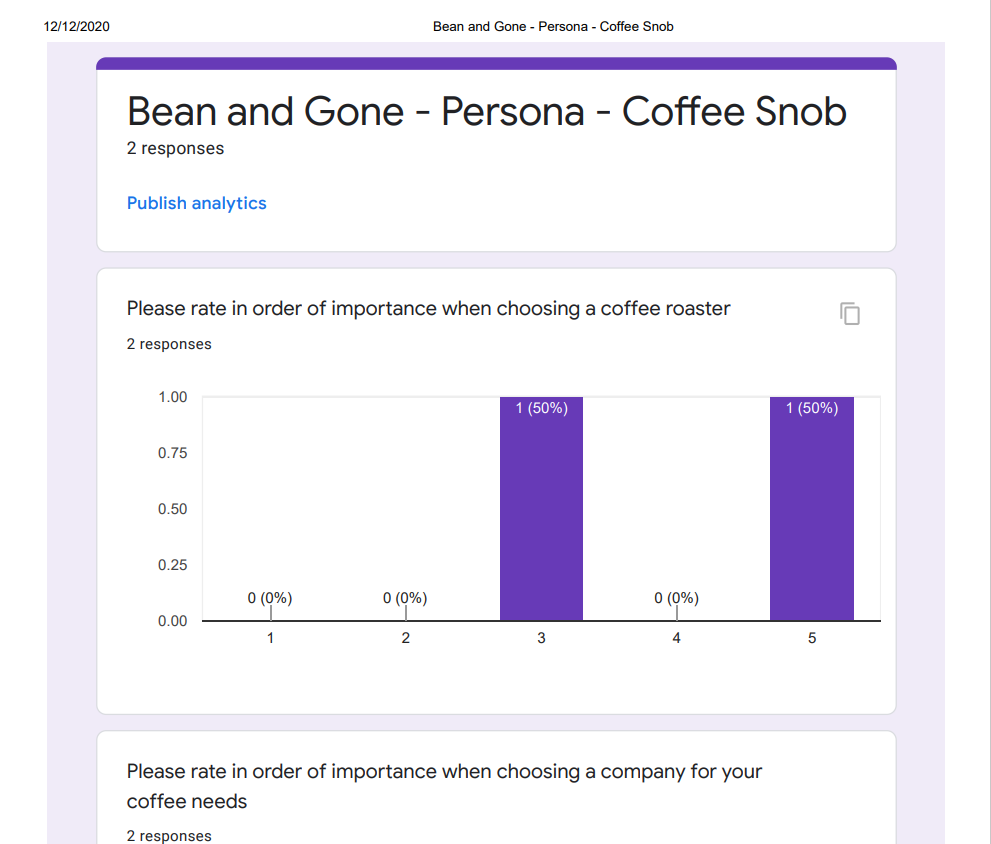 12/12/2020
Bean and Gone - Persona - Coffee Snob
Bean and Gone - Persona - Coffee Snob
2 responses
Publish analytics
Please rate in order of importance when choosing a coffee roaster
2 responses
1.00
0.75
0.50
0.25
0.00
0 (0%)
0 (0%)
1 (50%)
0 (0%)
1 (50%)
1
2
3
4
5
Please rate in order of importance when choosing a company for your
coffee needs
2 responses